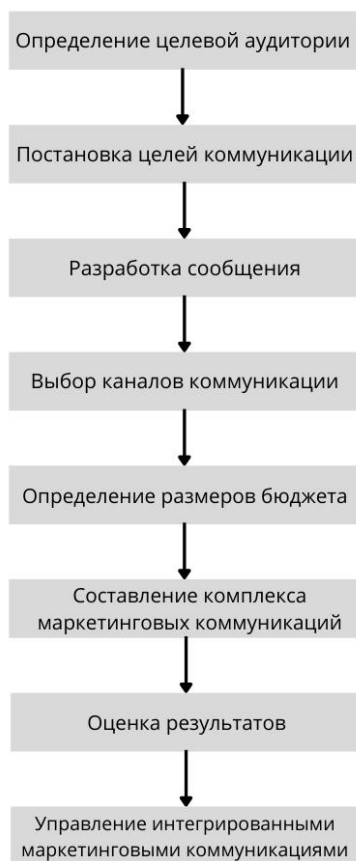 Определение целевой аудитории
Постановка целей коммуникации
Разработка сообщения
Выбор каналов коммуникации
Определение размеров бюджета
Составление комплекса
маркетинговых коммуникаций
Оценка результатов
Управление интегрированными
маркетинговыми коммуникациями